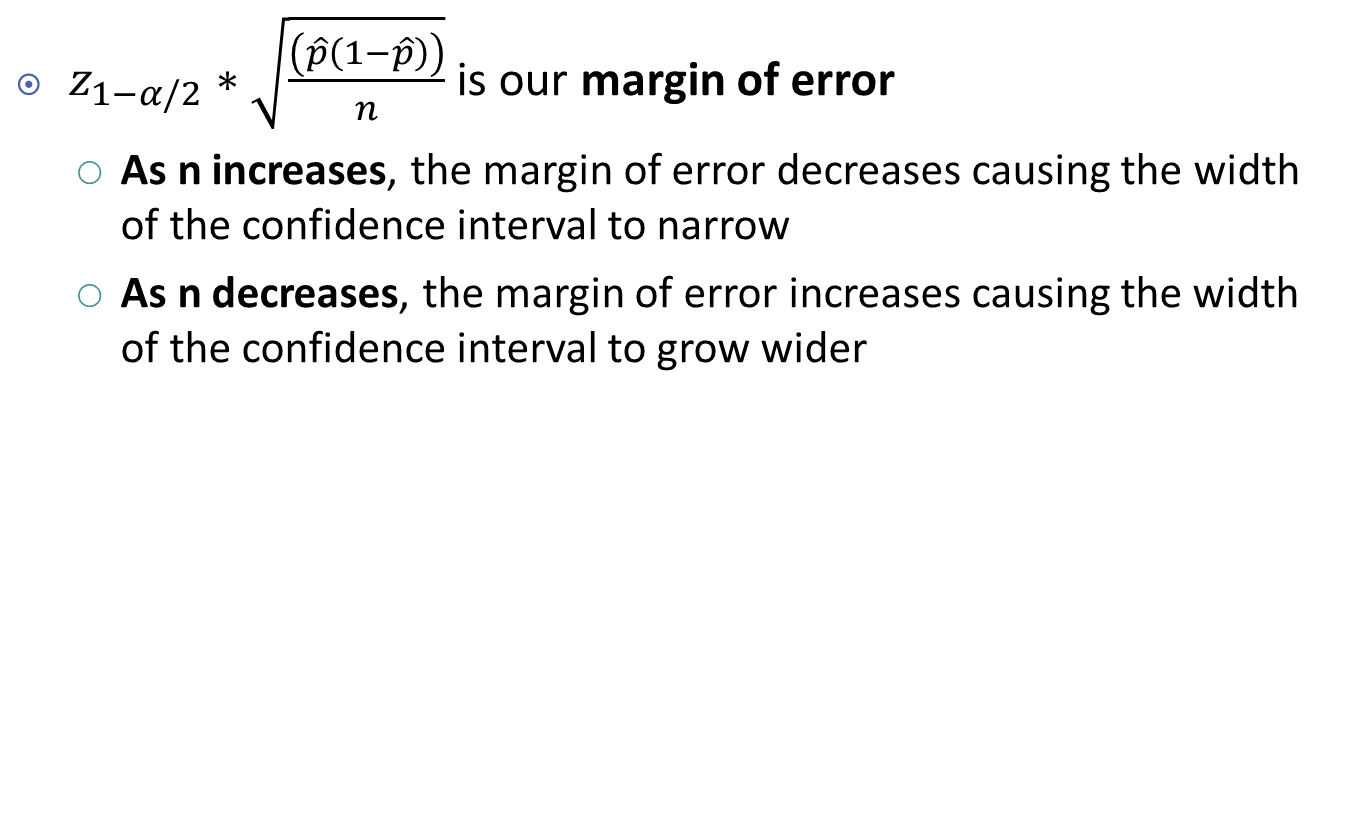 z₁₋α/₂ * √((p̂(1−p̂))/n) is our margin of error
As n increases, the margin of error decreases causing the width
of the confidence interval to narrow
As n decreases, the margin of error increases causing the width
of the confidence interval to grow wider